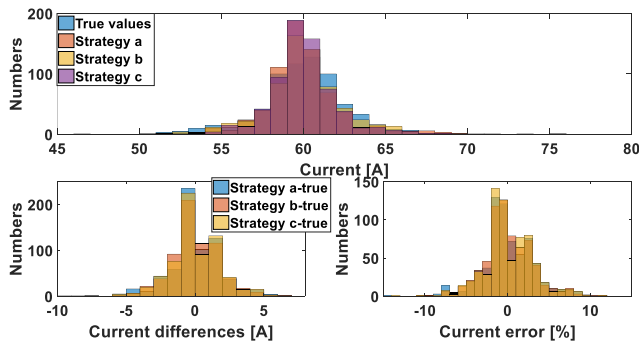 200
100
0
Numbers
True values
Strategy a
Strategy b
Strategy c
45 50 55 60 65 70 75 80
Current [A]
200
100
0
Numbers
Strategy a-true
Strategy b-true
Strategy c-true
-10 -5 0 5
Current differences [A]
150
100
50
0
Numbers
-10 0 10
Current error [%]